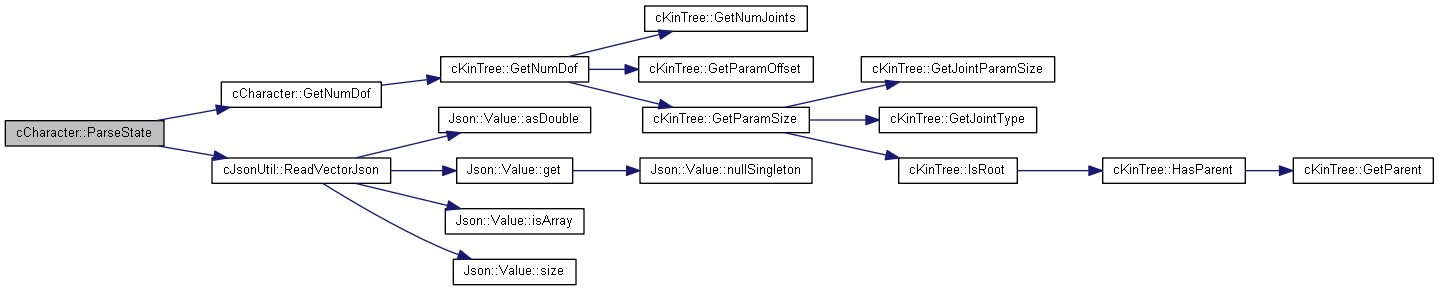 cCharacter::ParseState
cCharacter::GetNumDof
cKinTree::GetNumDof
cKinTree::GetNumJoints
cKinTree::GetParamOffset
cKinTree::GetParamSize
cKinTree::GetJointParamSize
cKinTree::GetJointType
cKinTree::IsRoot
cKinTree::HasParent
cKinTree::GetParent
cJsonUtil::ReadVectorJson
Json::Value::asDouble
Json::Value::get
Json::Value::nullSingleton
Json::Value::isArray
Json::Value::size